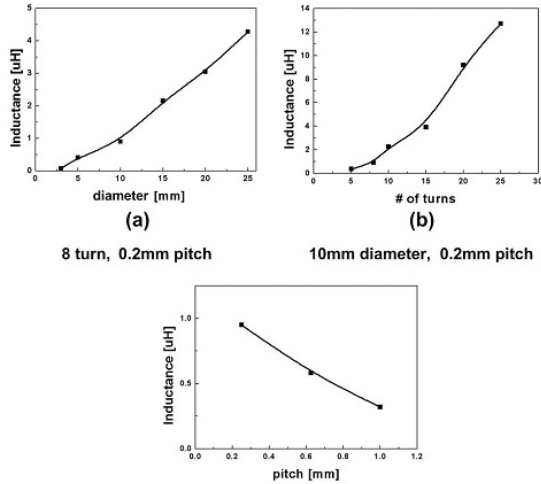 5
4
3
2
1
0
Inductance [uH]
0 5 10 15 20 25
diameter [mm]
(a)
8 turn, 0.2mm pitch
14
12
10
8
6
4
2
0
Inductance [uH]
0 5 10 15 20 25 30
# of turns
(b)
10mm diameter, 0.2mm pitch
1.0
0.5
0.0
Inductance [uH]
0.0 0.2 0.4 0.6 0.8 1.0 1.2
pitch [mm]